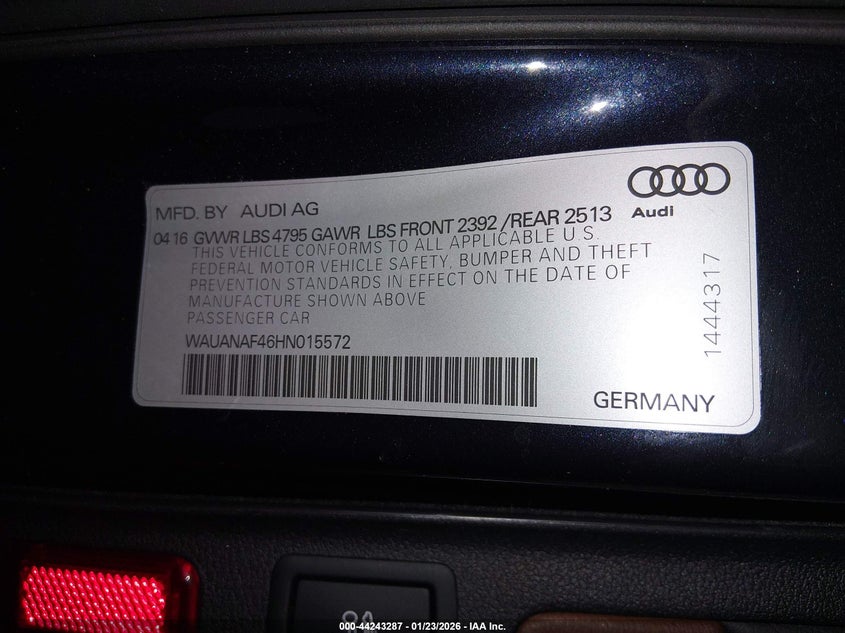 MFD. BY AUDI AG
Audi
04 16 GVWR LBS 4795 GAWR LBS FRONT 2392 /REAR 2513
THIS VEHICLE CONFORMS TO ALL APPLICABLE U.S
FEDERAL MOTOR VEHICLE SAFETY, BUMPER AND THEFT
PREVENTION STANDARDS IN EFFECT ON THE DATE OF
MANUFACTURE SHOWN ABOVE
PASSENGER CAR
1444317
WAUANAF46HN015572
GERMANY
000-44243287 - 01/23/2026 - IAA Inc.